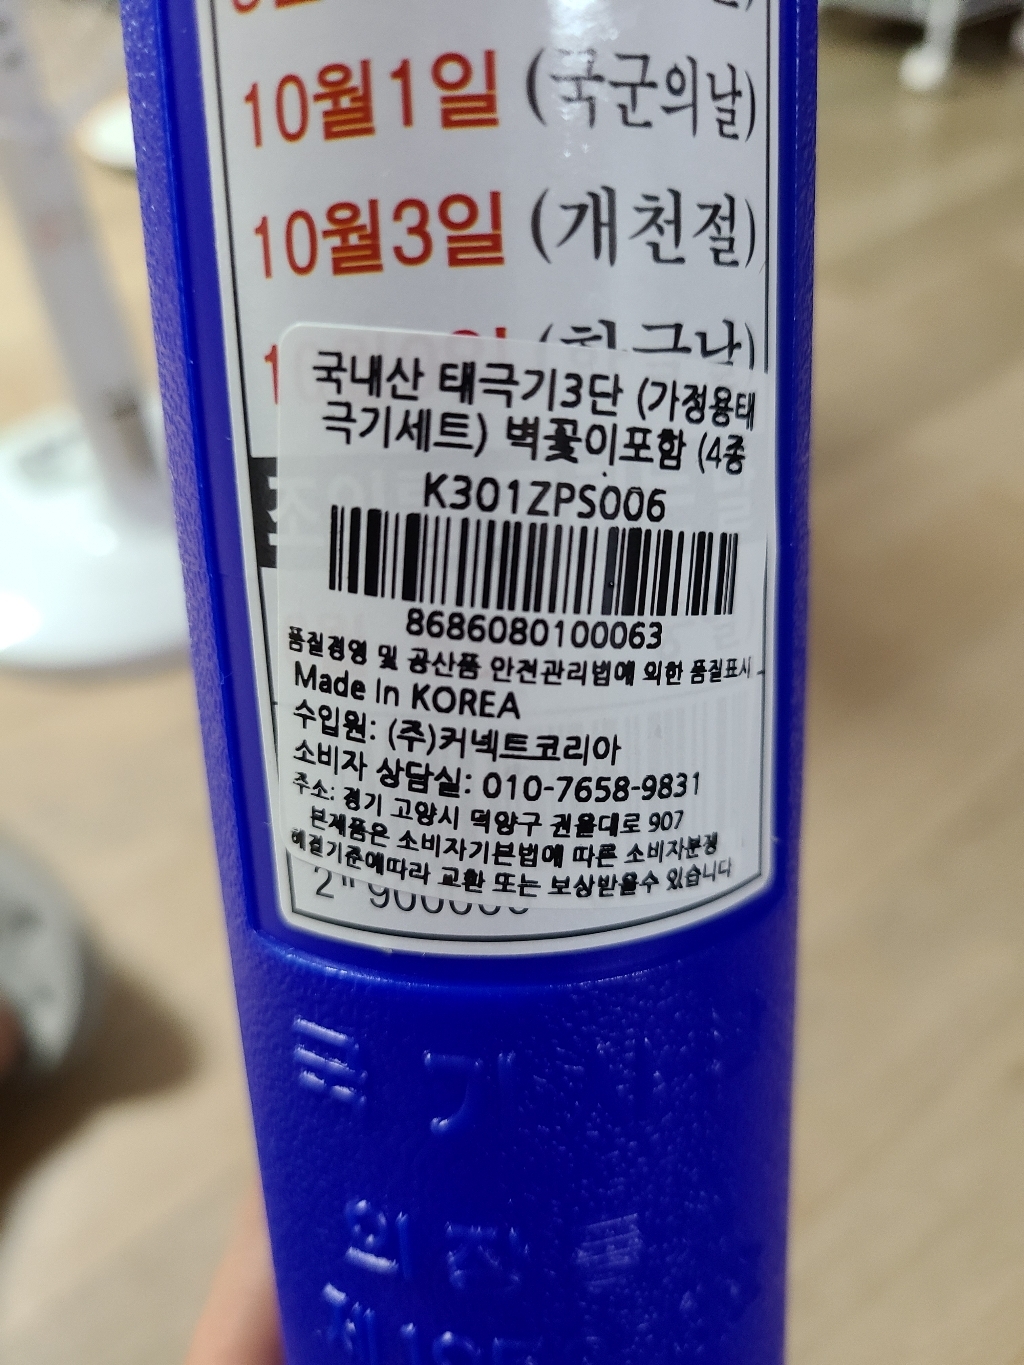 10월1일 (국군의날)
10월3일 (개천절)
국내산 태극기3단 (가정용태
극기세트) 벽꽃이포함 (4종
K301ZPS006
8686080100063
품질경영 및 공산품 안전관리법에 의한 품질표시
Made In KOREA
수입원: (주)커넥트코리아
소비자 상담실: 010-7658-9831
주소: 경기 고양시 덕양구 권율대로 907
본제품은 소비자기본법에 따른 소비자분쟁
해결기준에따라 교환 또는 보상받을수 있습니다